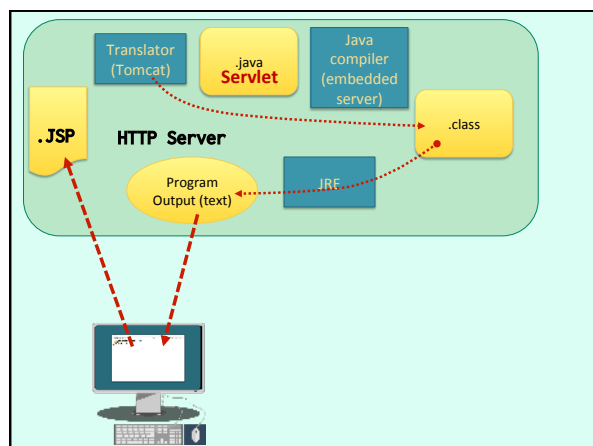 Translator
(Tomcat)
.java
Servlet
Java
compiler
(embedded
server)
.JSP
HTTP Server
.class
Program
Output (text)
JRE